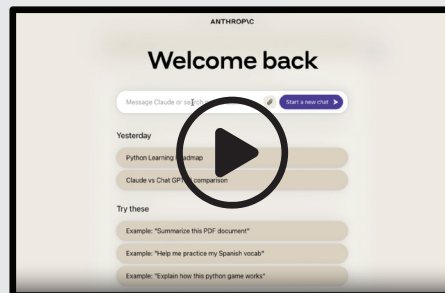 ANTHROP\C
Welcome back
Message Claude or search
Start a new chat
Yesterday
Python Learning
Claude vs Chat comparison
Try these
Example: "Summarize this PDF document"
Example: "Help me practice my Spanish vocab"
Example: "Explain how this python game works"